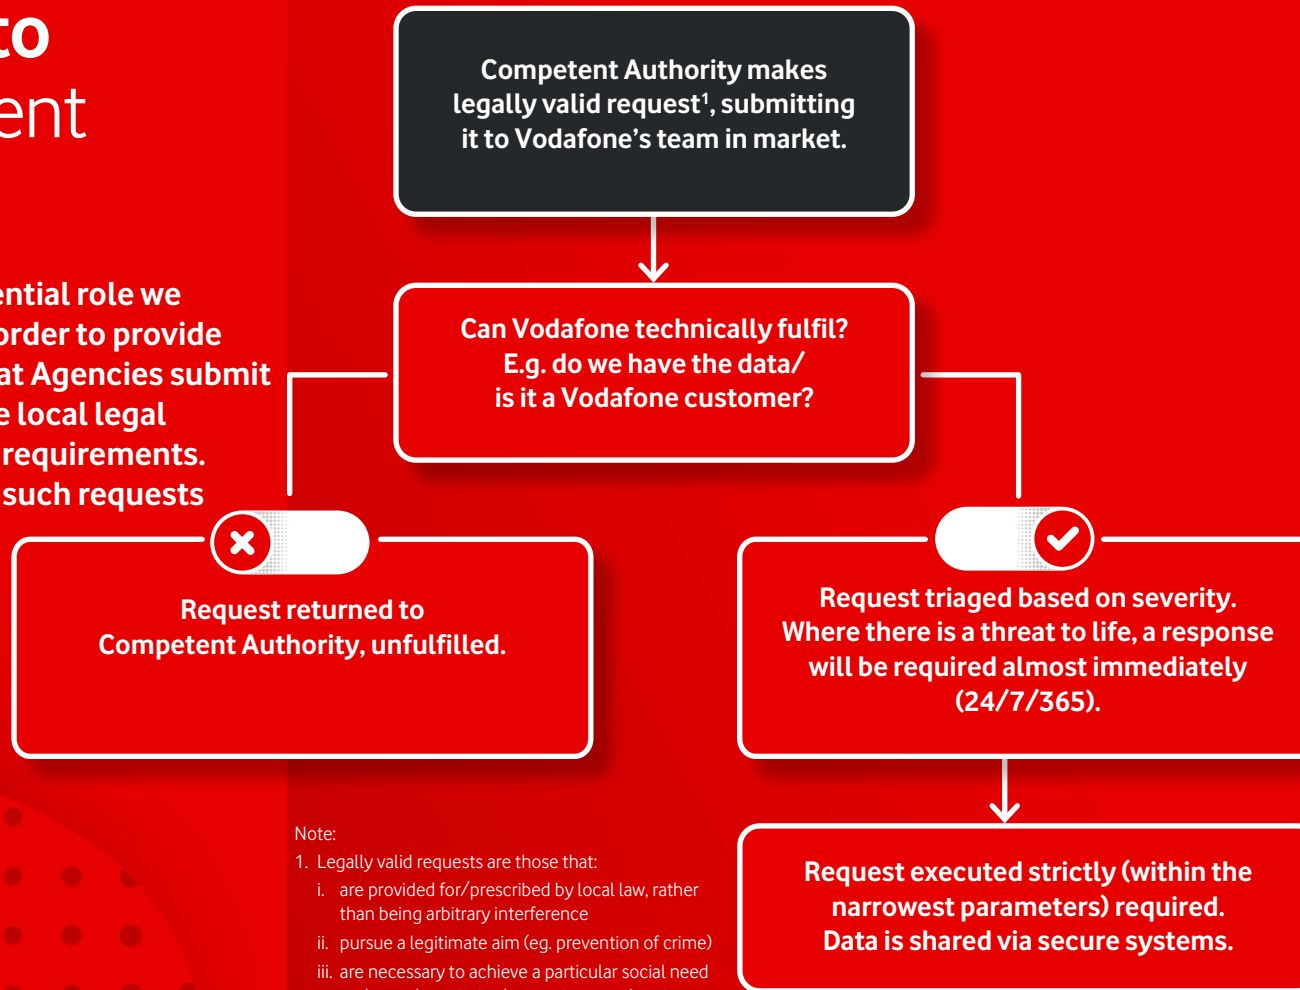 to
ent
ential role we
order to provide
at Agencies submit
e local legal
requirements.
such requests
Competent Authority makes
legally valid request¹, submitting
it to Vodafone's team in market.
Can Vodafone technically fulfil?
E.g. do we have the data/
is it a Vodafone customer?
Request returned to
Competent Authority, unfulfilled.
Request triaged based on severity.
Where there is a threat to life, a response
will be required almost immediately
(24/7/365).
Request executed strictly (within the
narrowest parameters) required.
Data is shared via secure systems.
Note:
1. Legally valid requests are those that:
i. are provided for/prescribed by local law, rather
than being arbitrary interference
ii. pursue a legitimate aim (eg. prevention of crime)
iii. are necessary to achieve a particular social need